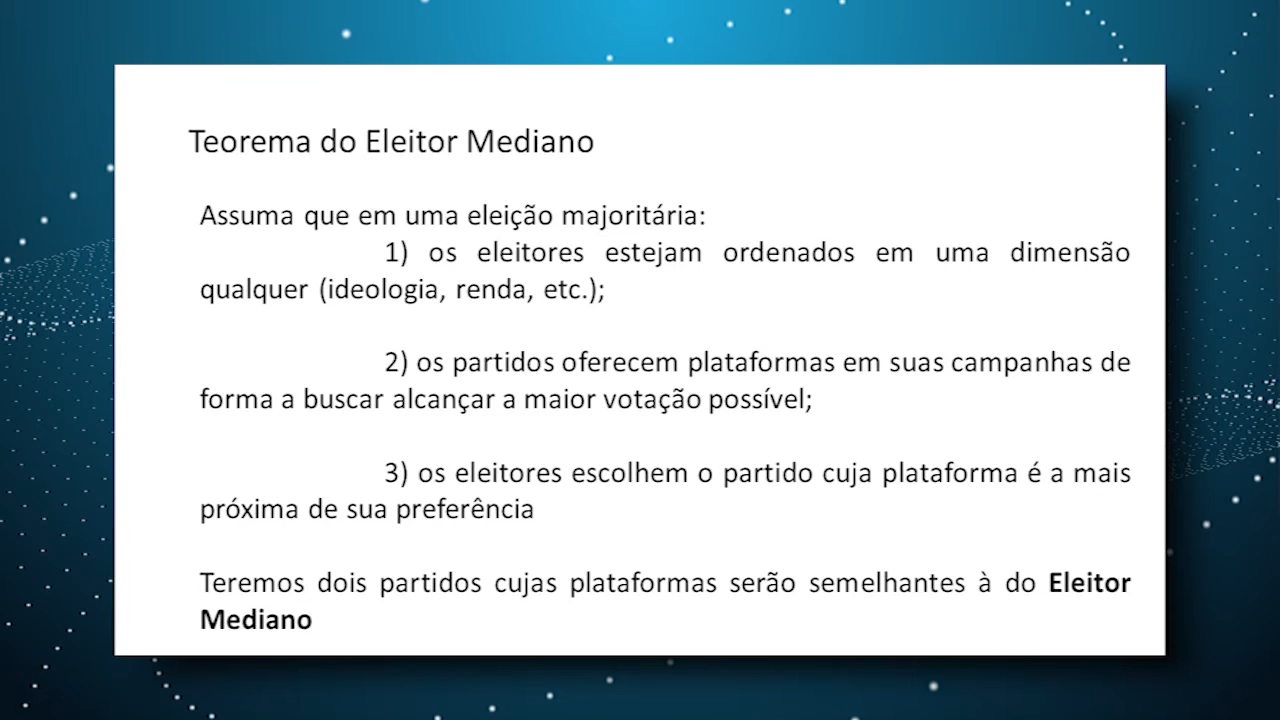 Teorema do Eleitor Mediano
Assuma que em uma eleição majoritária:
1) os eleitores estejam ordenados em uma dimensão
qualquer (ideologia, renda, etc.);
2) os partidos oferecem plataformas em suas campanhas de
forma a buscar alcançar a maior votação possível;
3) os eleitores escolhem o partido cuja plataforma é a mais
próxima de sua preferência
Teremos dois partidos cujas plataformas serão semelhantes à do Eleitor
Mediano